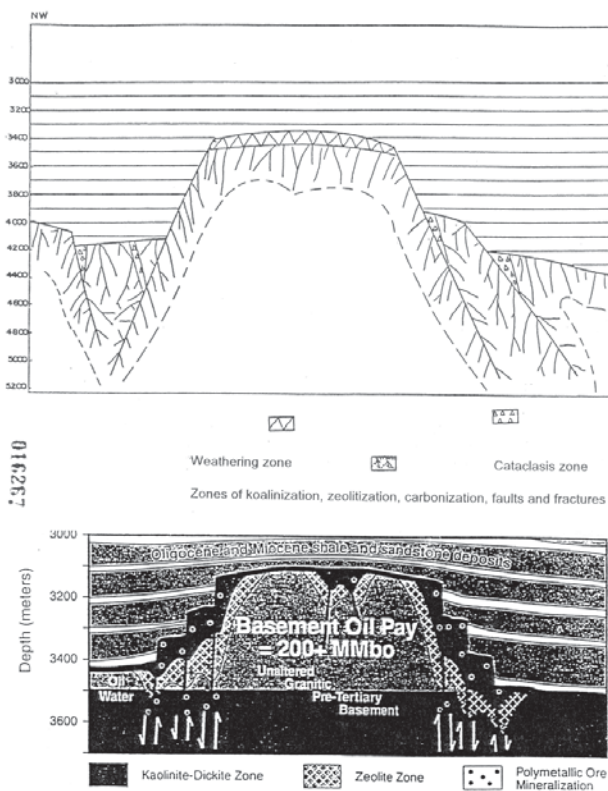 NW
3000
3200
3400
3600
3800
4000
4200
4400
4600
4800
5000
5200
Weathering zone
Cataclasis zone
Zones of koalinization, zeolitization, carbonization, faults and fractures
732910
3000
Oligocene and Miocene shale and sandstone deposits
3200
Basement Oil Pay
= 200+ MMbo
Unaltered
Granitic
3400
Oil
Water
Pre-Tertiary
Basement
3600
Depth (meters)
Kaolinite-Dickite Zone
Zeolite Zone
Polymetallic Ore
Mineralization